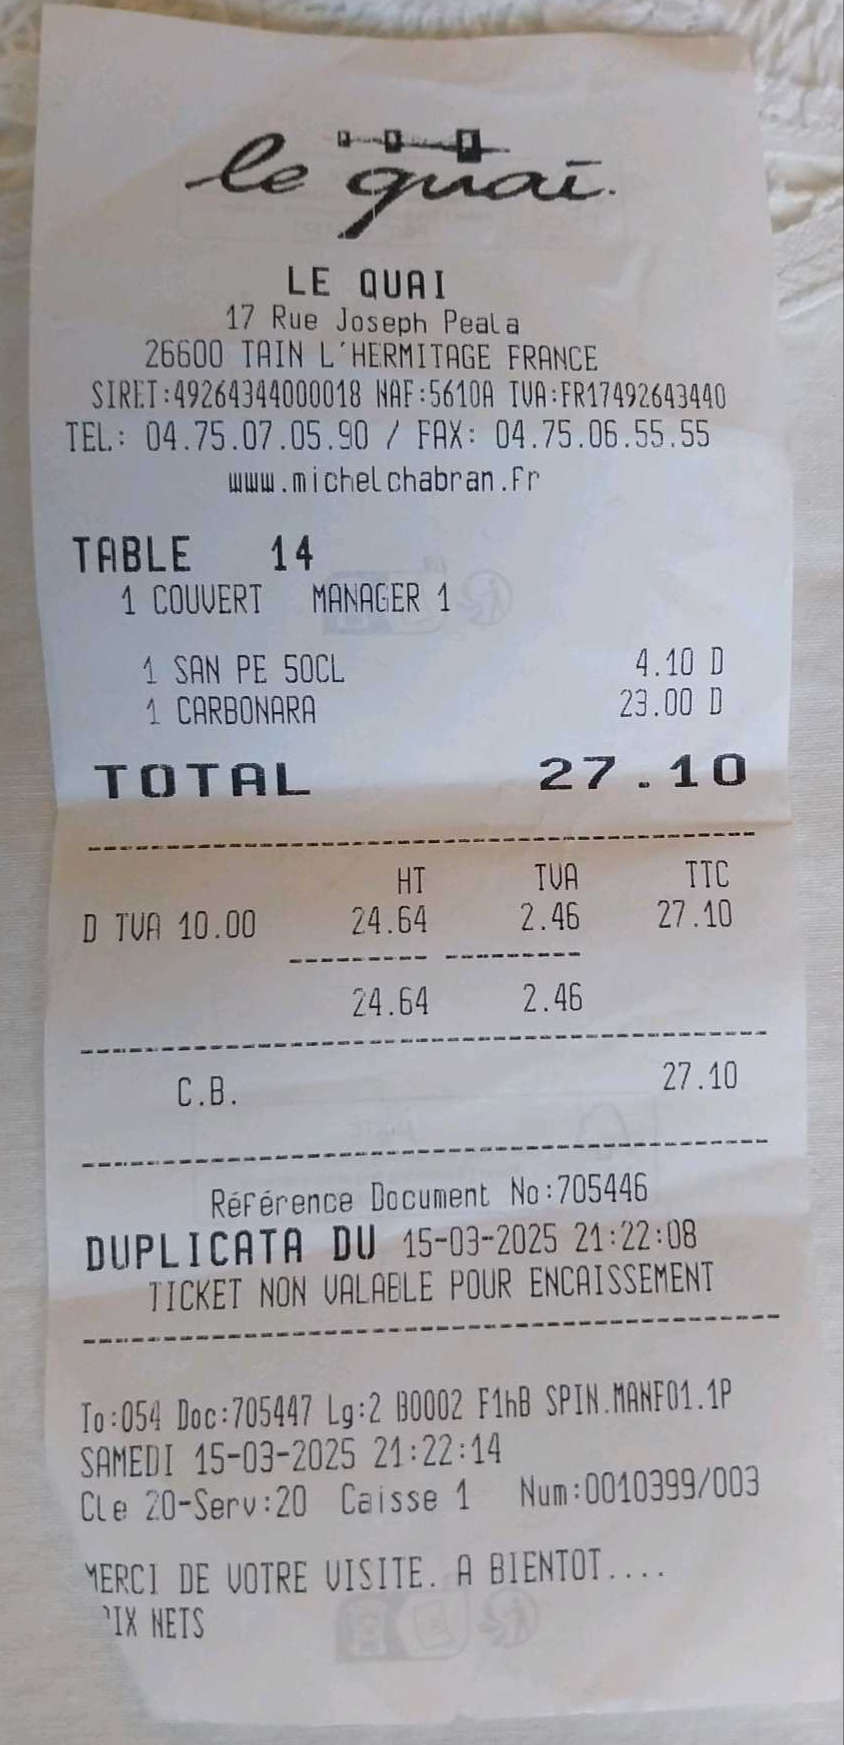 le quai.
LE QUAI
17 Rue Joseph Peala
26600 TAIN L'HERMITAGE FRANCE
SIRET:49264344000018 NAF:5610A TVA:FR17492643440
TEL: 04.75.07.05.90 / FAX: 04.75.06.55.55
www.michelchabran.fr
TABLE 14
1 COUVERT MANAGER 1
1 SAN PE 50CL 4.10 D
1 CARBONARA 23.00 D
TOTAL 27.10
HT TVA TTC
D TVA 10.00 24.64 2.46 27.10
24.64 2.46
C.B. 27.10
Référence Document No:705446
DUPLICATA DU 15-03-2025 21:22:08
TICKET NON VALABLE POUR ENCAISSEMENT
To:054 Doc:705447 Lg:2 B0002 F1hB SPIN.MANF01.1P
SAMEDI 15-03-2025 21:22:14
Cle 20-Serv:20 Caisse 1 Num:0010399/003
MERCI DE VOTRE VISITE. A BIENTOT....
IX NETS